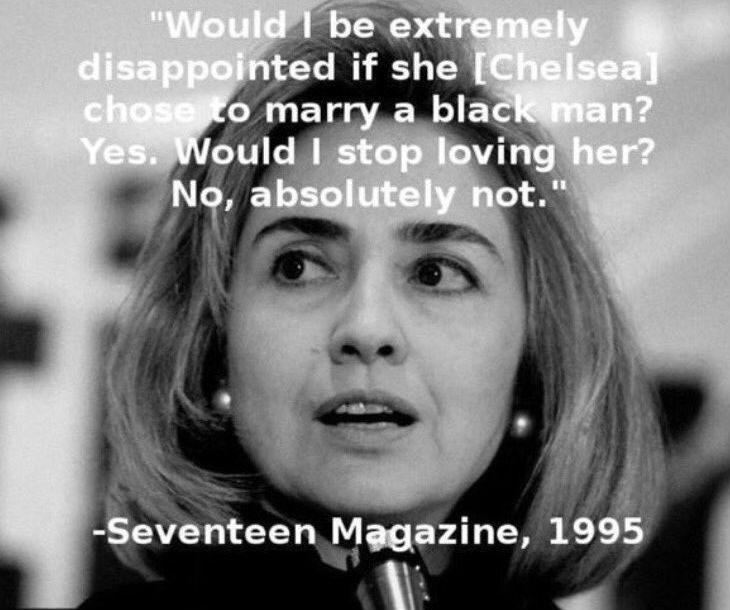 "Would I be extremely
disappointed if she [Chelsea]
chose to marry a black man?
Yes. Would I stop loving her?
No, absolutely not."
-Seventeen Magazine, 1995